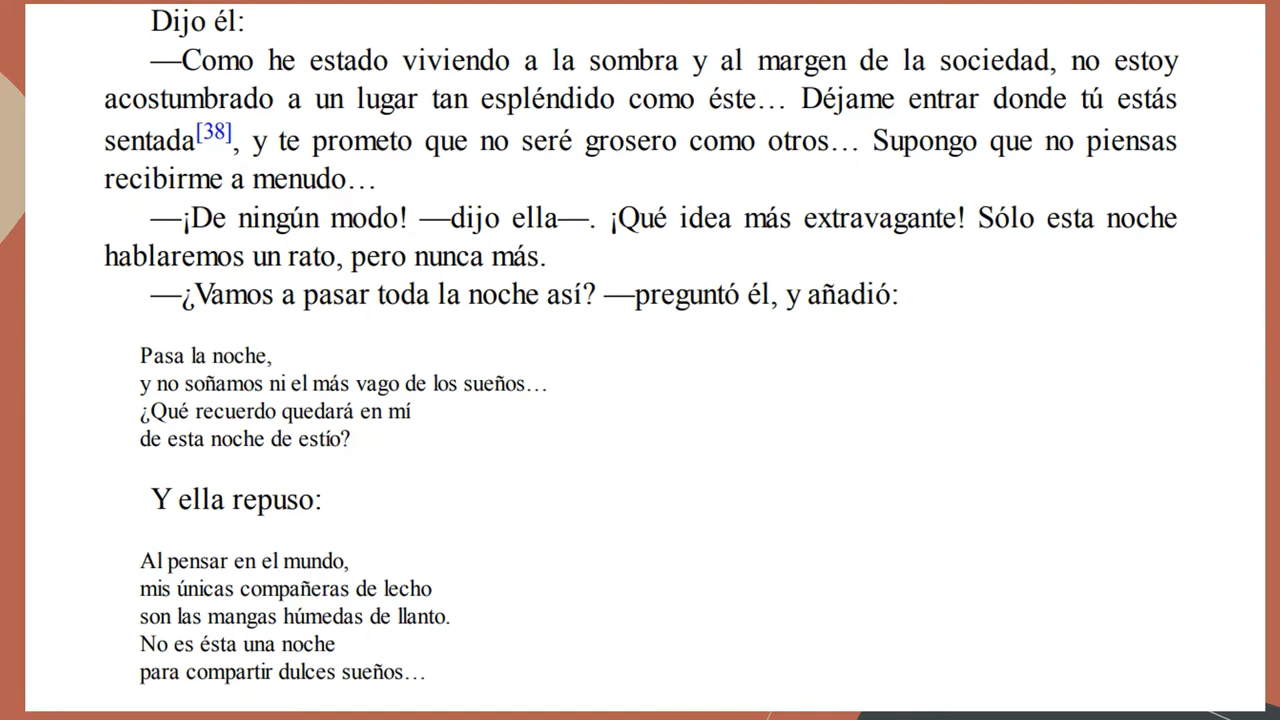 Dijo él:
—Como he estado viviendo a la sombra y al margen de la sociedad, no estoy
acostumbrado a un lugar tan espléndido como éste… Déjame entrar donde tú estás
sentada[38], y te prometo que no seré grosero como otros… Supongo que no piensas
recibirme a menudo…
—¡De ningún modo! —dijo ella—. ¡Qué idea más extravagante! Sólo esta noche
hablaremos un rato, pero nunca más.
—¿Vamos a pasar toda la noche así? —preguntó él, y añadió:
Pasa la noche,
y no soñamos ni el más vago de los sueños…
¿Qué recuerdo quedará en mí
de esta noche de estío?
Y ella repuso:
Al pensar en el mundo,
mis únicas compañeras de lecho
son las mangas húmedas de llanto.
No es ésta una noche
para compartir dulces sueños…